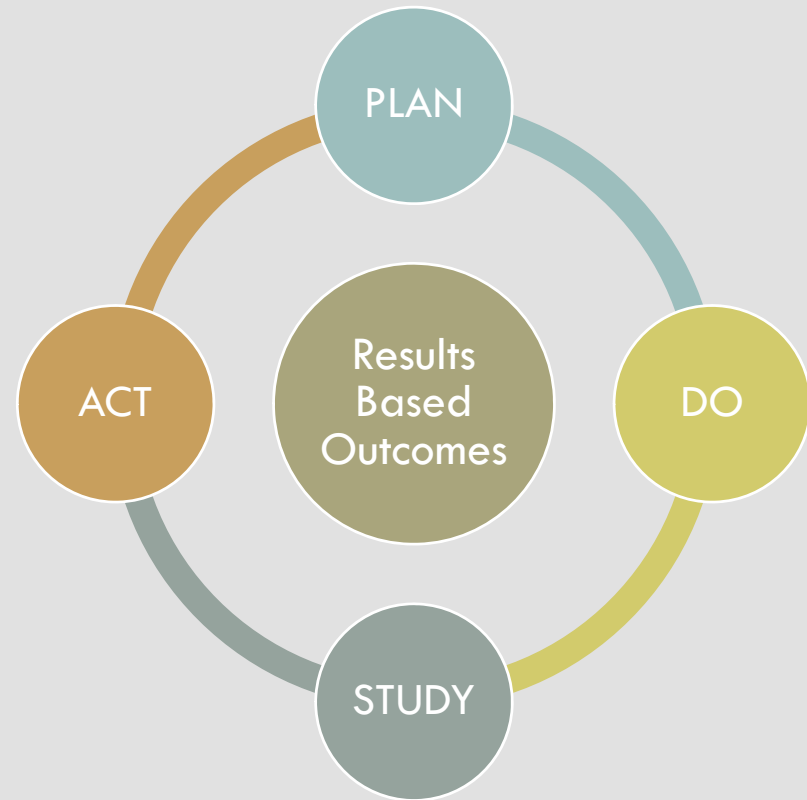 PLAN
DO
STUDY
ACT
Results
Based
Outcomes